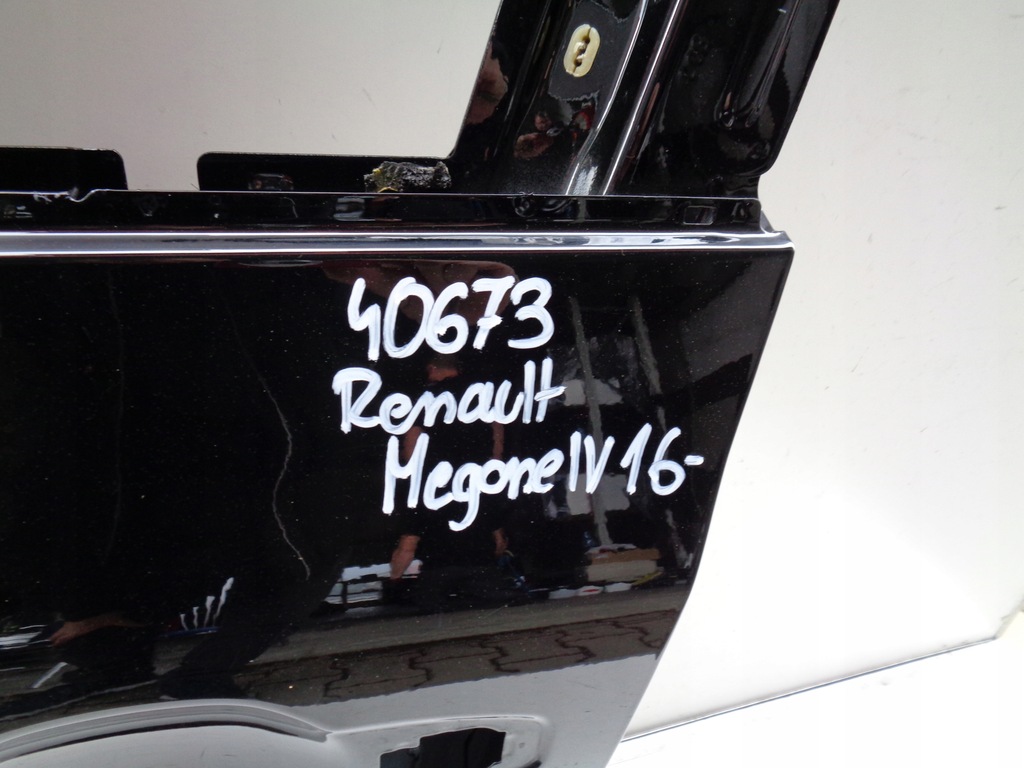 40673
Renault
Megane IV 16-